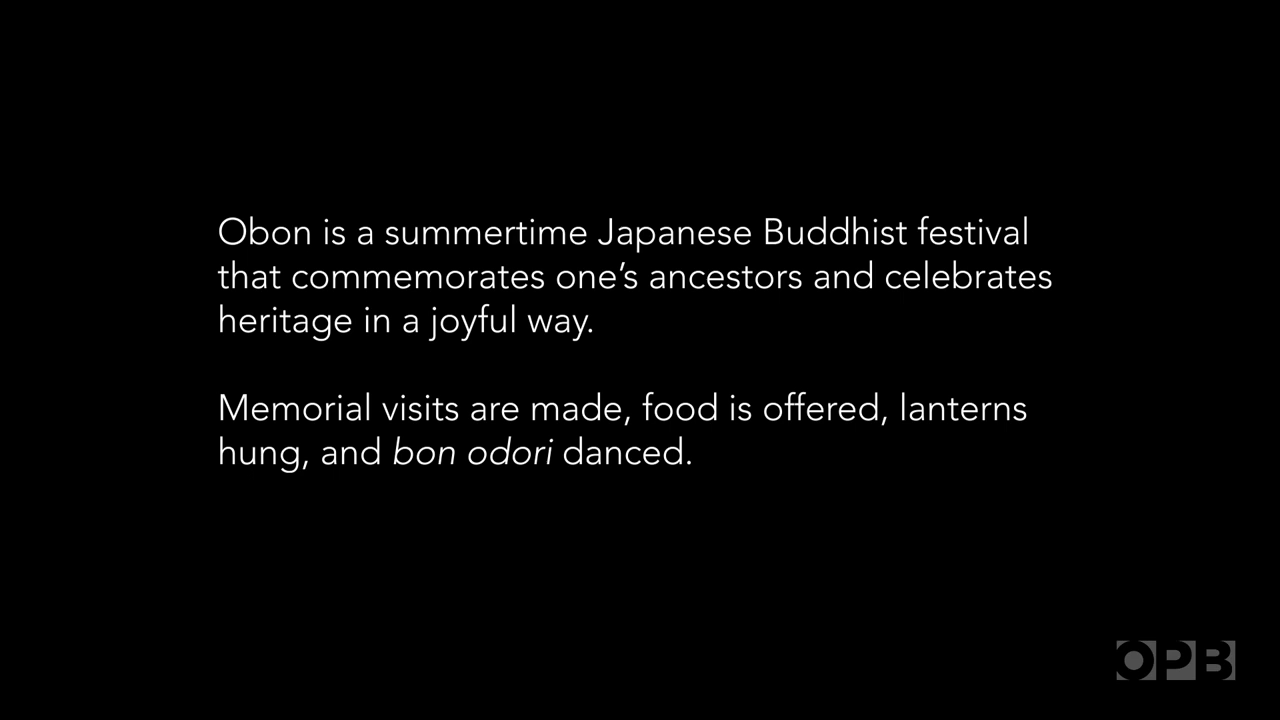 Obon is a summertime Japanese Buddhist festival
that commemorates one’s ancestors and celebrates
heritage in a joyful way.
Memorial visits are made, food is offered, lanterns
hung, and bon odori danced.
OPB